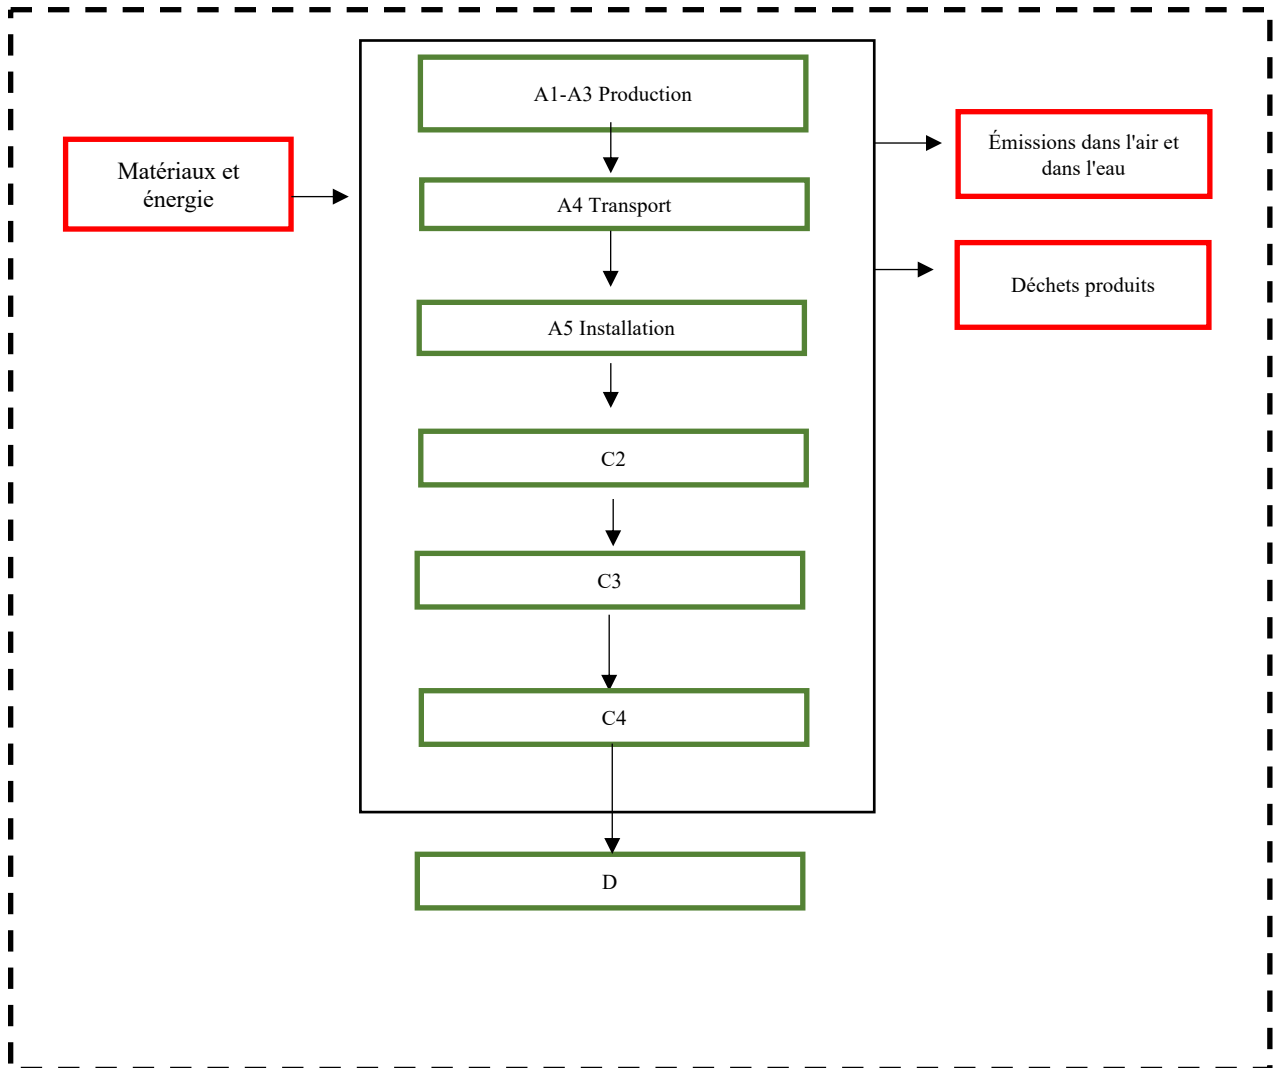 A1-A3 Production
Matériaux et
énergie
Émissions dans l'air et
dans l'eau
A4 Transport
Déchets produits
A5 Installation
C2
C3
C4
D